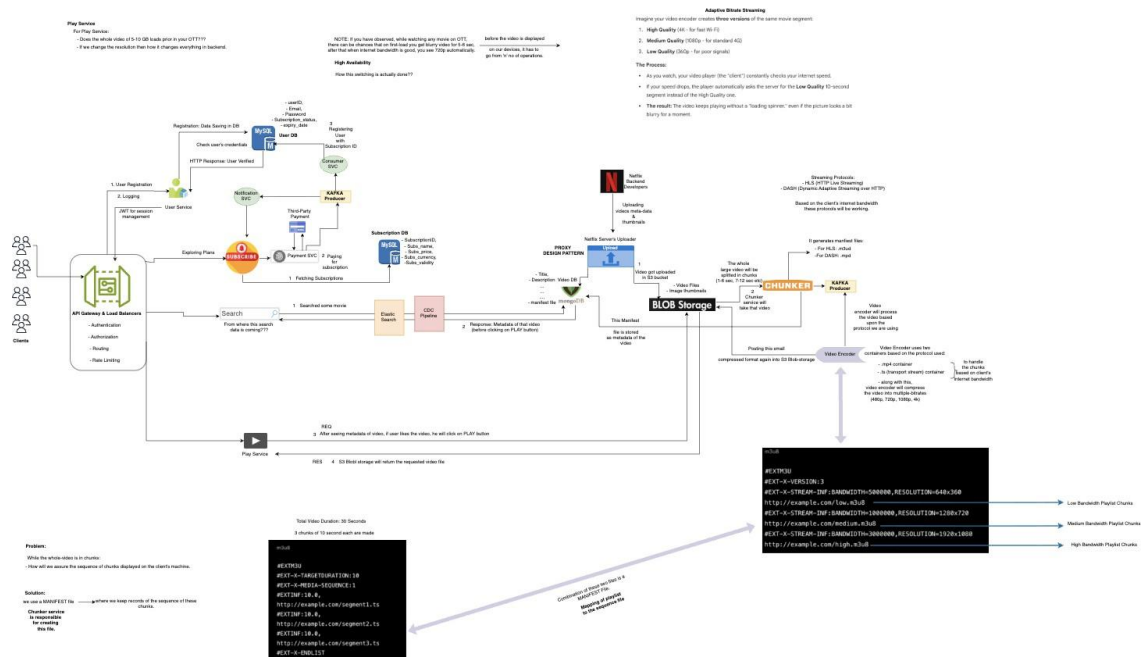 Play Service
For Play Service:
- Does the whole video of 5-10 GB loads prior in your OTT???
- If we change the resolution then how it changes everything in backend.
NOTE: If you have observed, while watching any movie on OTT,
there can be chances that on first-load you get blurry video for 5-6 sec,
after that when internet bandwidth is good, you see 720p automatically.
High Availability
How this switching is actually done??
before the video is displayed
on our devices, it has to
go from 'n' no of operations.
Adaptive Bitrate Streaming
Imagine your video encoder creates three versions of the same movie segment:
1. High Quality (4K - for fast Wi-Fi)
2. Medium Quality (1080p - for standard 4G)
3. Low Quality (360p - for poor signals)
The Process:
• As you watch, your video player (the "client") constantly checks your internet speed.
• If your speed drops, the player automatically asks the server for the Low Quality 10-second
segment instead of the High Quality one.
• The result: The video keeps playing without a "loading spinner," even if the picture looks a bit
blurry for a moment.
- userID,
- Email,
- Password
- Subscription_status,
- expiry_date
Registration: Data Saving in DB
MySQL
User DB
Check user's credentials
HTTP Response: User Verified
3
Registering
User
with
Subscription ID
Consumer
SVC
1. User Registration
2. Logging
User Service
JWT for session
management
Notification
SVC
KAFKA
Producer
Third-Party
Payment
Subscription DB
MySQL
- SubscriptionID,
- Subs_name,
- Subs_price,
- Subs_currency,
- Subs_validity
Exploring Plans
SUBSCRIBE
Payment SVC
2
Paying
for
subscription
1 Fetching Subscriptions
Clients
API Gateway & Load Balancers
- Authentication
- Authorization
- Routing
- Rate Limiting
Search
From where this search
data is coming???
1 Searched some movie
Elastic
Search
CDC
Pipeline
2 Response: Metadata of that video
(before clicking on PLAY button)
Netflix
Backend
Developers
Uploading
videos meta-data
&
thumbnails
Netflix Server's Uploader
Upload
PROXY
DESIGN PATTERN
- Title,
- Description
...
...
- manifest file
Video DB
mongoDB
1
Video got uploaded
in S3 bucket
- Video Files
- Image thumbnails
BLOB Storage
The whole
large video will be
splitted in chunks
(1-6 sec, 7-12 sec etc)
2
Chunker
service will
take that video
CHUNKER
It generates manifest files:
- For HLS: .mcud
- For DASH: .mpd
Streaming Protocols:
- HLS (HTTP Live Streaming)
- DASH (Dynamic Adaptive Streaming over HTTP)
Based on the client's internet bandwidth
these protocols will be working.
KAFKA
Producer
Video
encoder will process
the video based
upon the
protocol we are using
This Manifest
file is stored
as metadata of the
video
Posting this email
compressed format again into S3 Blob-storage
Video Encoder
Video Encoder uses two
containers based on the protocol used:
- .mp4 container
- .ts (transport stream) container
- along with this,
video encoder will compress
the video into multiple-bitrates
(480p, 720p, 1080p, 4k)
to handle
the chunks
based on client's
internet bandwidth
REQ
3 After seeing metadata of video, if user likes the video, he will click on PLAY button
Play Service
RES 4 S3 Blob storage will return the requested video file
m3u8
#EXTM3U
#EXT-X-VERSION:3
#EXT-X-STREAM-INF:BANDWIDTH=500000,RESOLUTION=640x360
http://example.com/low.m3u8
#EXT-X-STREAM-INF:BANDWIDTH=1000000,RESOLUTION=1280x720
http://example.com/medium.m3u8
#EXT-X-STREAM-INF:BANDWIDTH=3000000,RESOLUTION=1920x1080
http://example.com/high.m3u8
Low Bandwidth Playlist Chunks
Medium Bandwidth Playlist Chunks
High Bandwidth Playlist Chunks
Problem:
While the whole-video is in chunks:
- How will we assure the sequence of chunks displayed on the client's machine.
Solution:
we use a MANIFEST file
where we keep records of the sequence of these
chunks.
Chunker service
is responsible
for creating
this file.
Total Video Duration: 30 Seconds
3 chunks of 10 second each are made
m3u8
#EXTM3U
#EXT-X-TARGETDURATION:10
#EXT-X-MEDIA-SEQUENCE:1
#EXTINF:10.0,
http://example.com/segment1.ts
#EXTINF:10.0,
http://example.com/segment2.ts
#EXTINF:10.0,
http://example.com/segment3.ts
#EXT-X-ENDLIST
Combination of these two files is a
MANIFEST File.
Mapping of playlist
to the sequence file